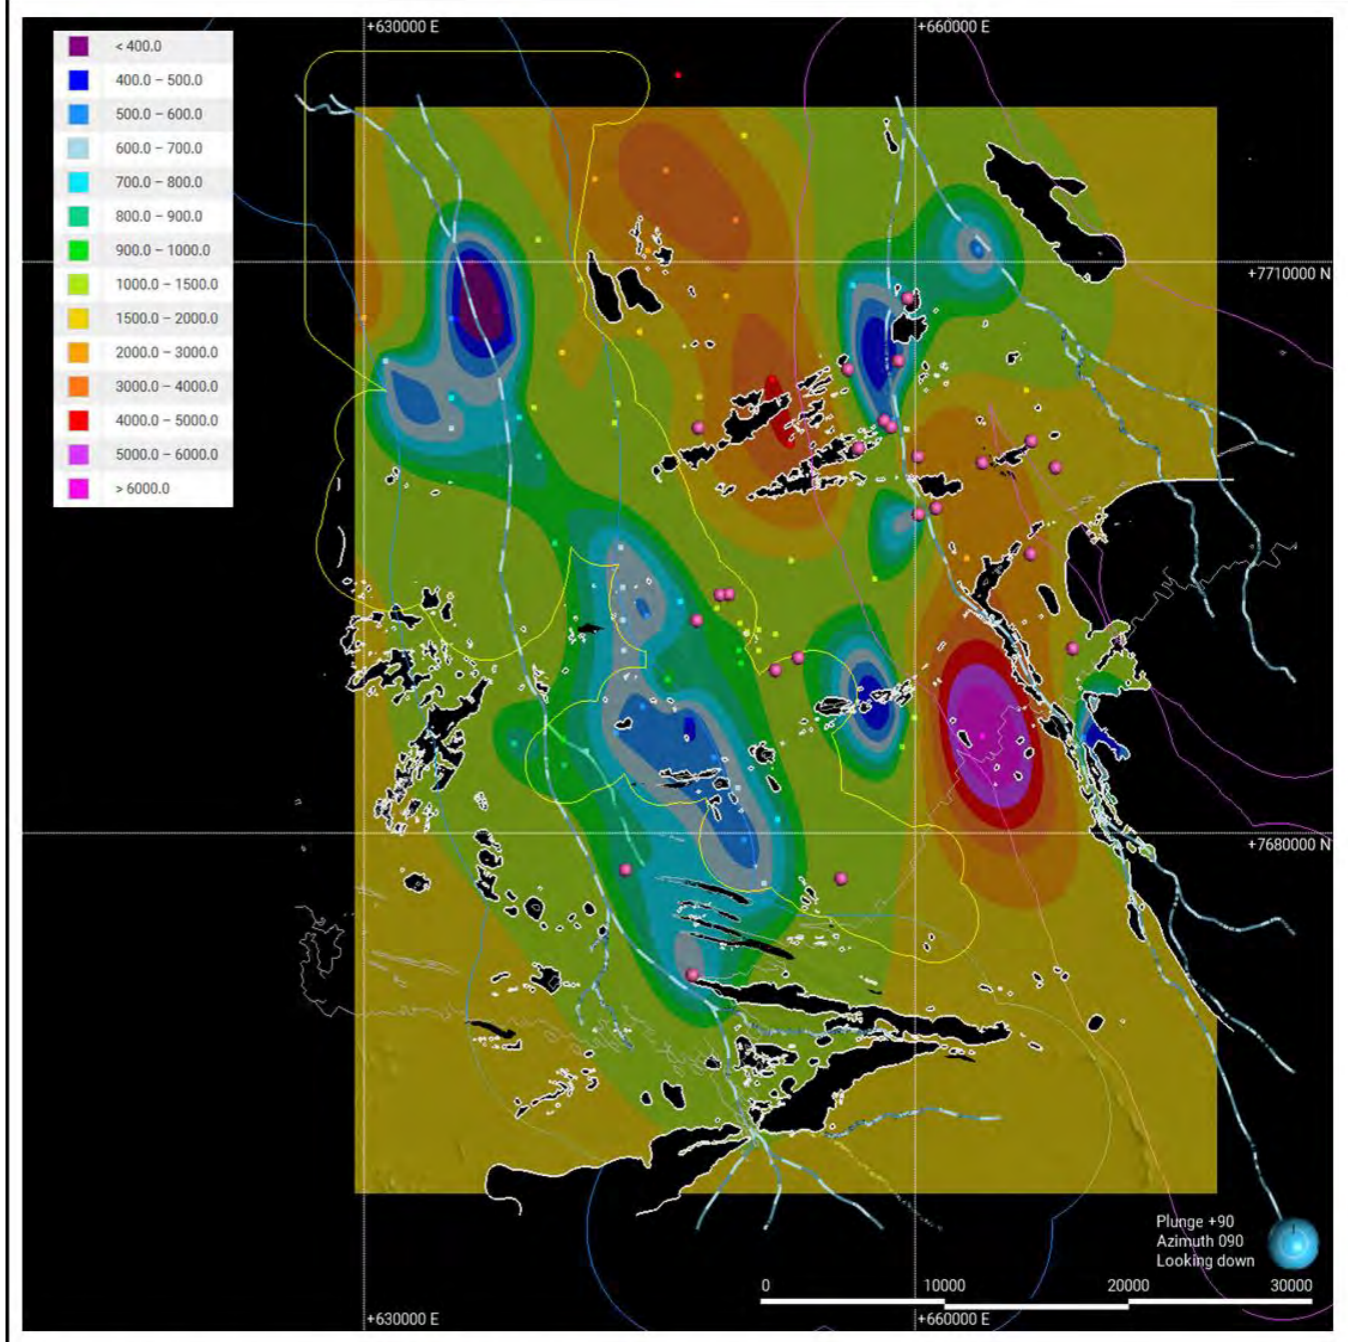 +630000 E
+660000 E
< 400.0
400.0 – 500.0
500.0 – 600.0
600.0 – 700.0
700.0 – 800.0
800.0 – 900.0
900.0 – 1000.0
1000.0 – 1500.0
1500.0 – 2000.0
2000.0 – 3000.0
3000.0 – 4000.0
4000.0 – 5000.0
5000.0 – 6000.0
> 6000.0
+7710000 N
+7680000 N
Plunge +90
Azimuth 090
Looking down
0 10000 20000 30000
+630000 E
+660000 E